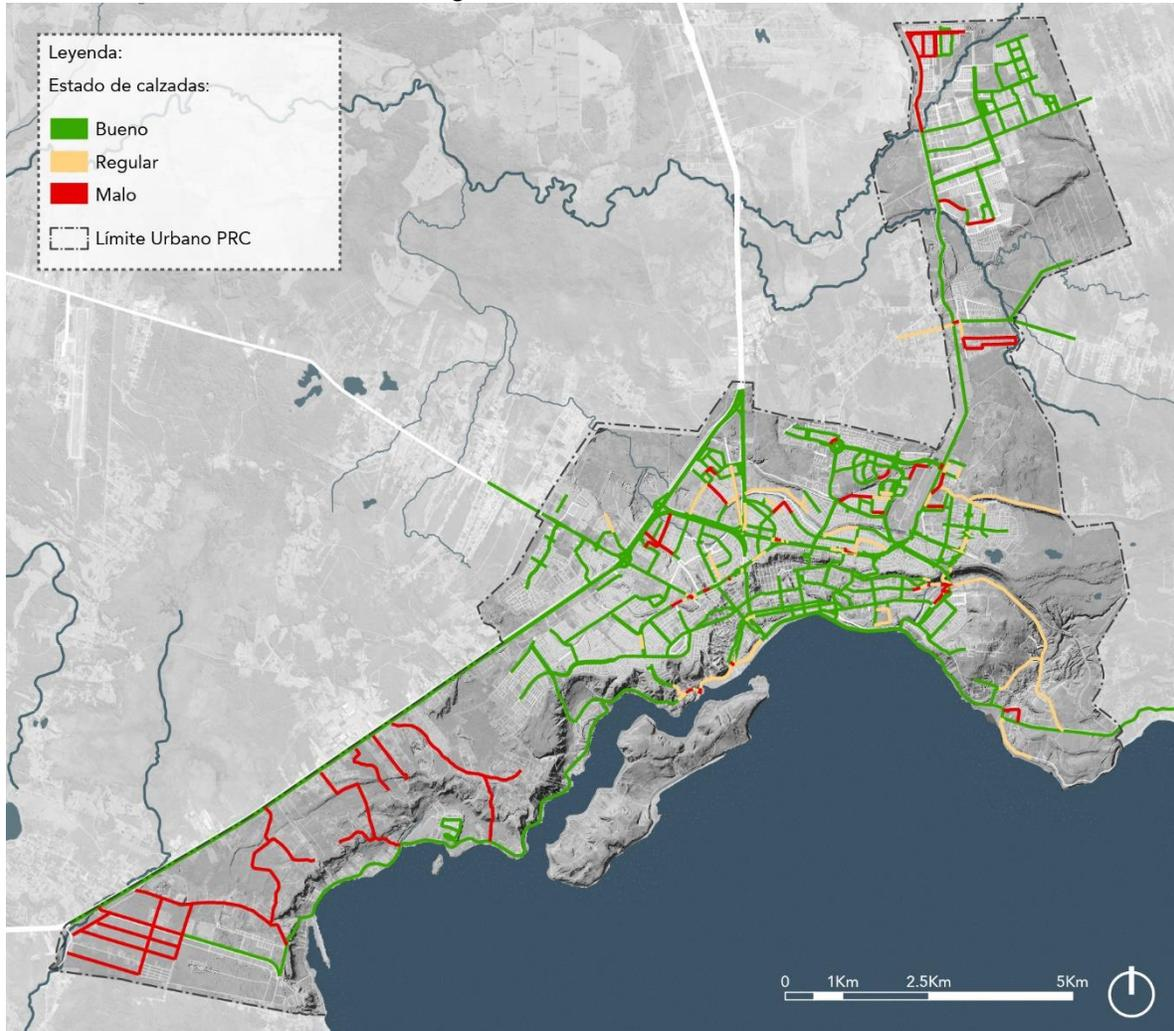 Leyenda:
Estado de calzadas:
Bueno
Regular
Malo
Límite Urbano PRC
0 1Km 2.5Km 5Km